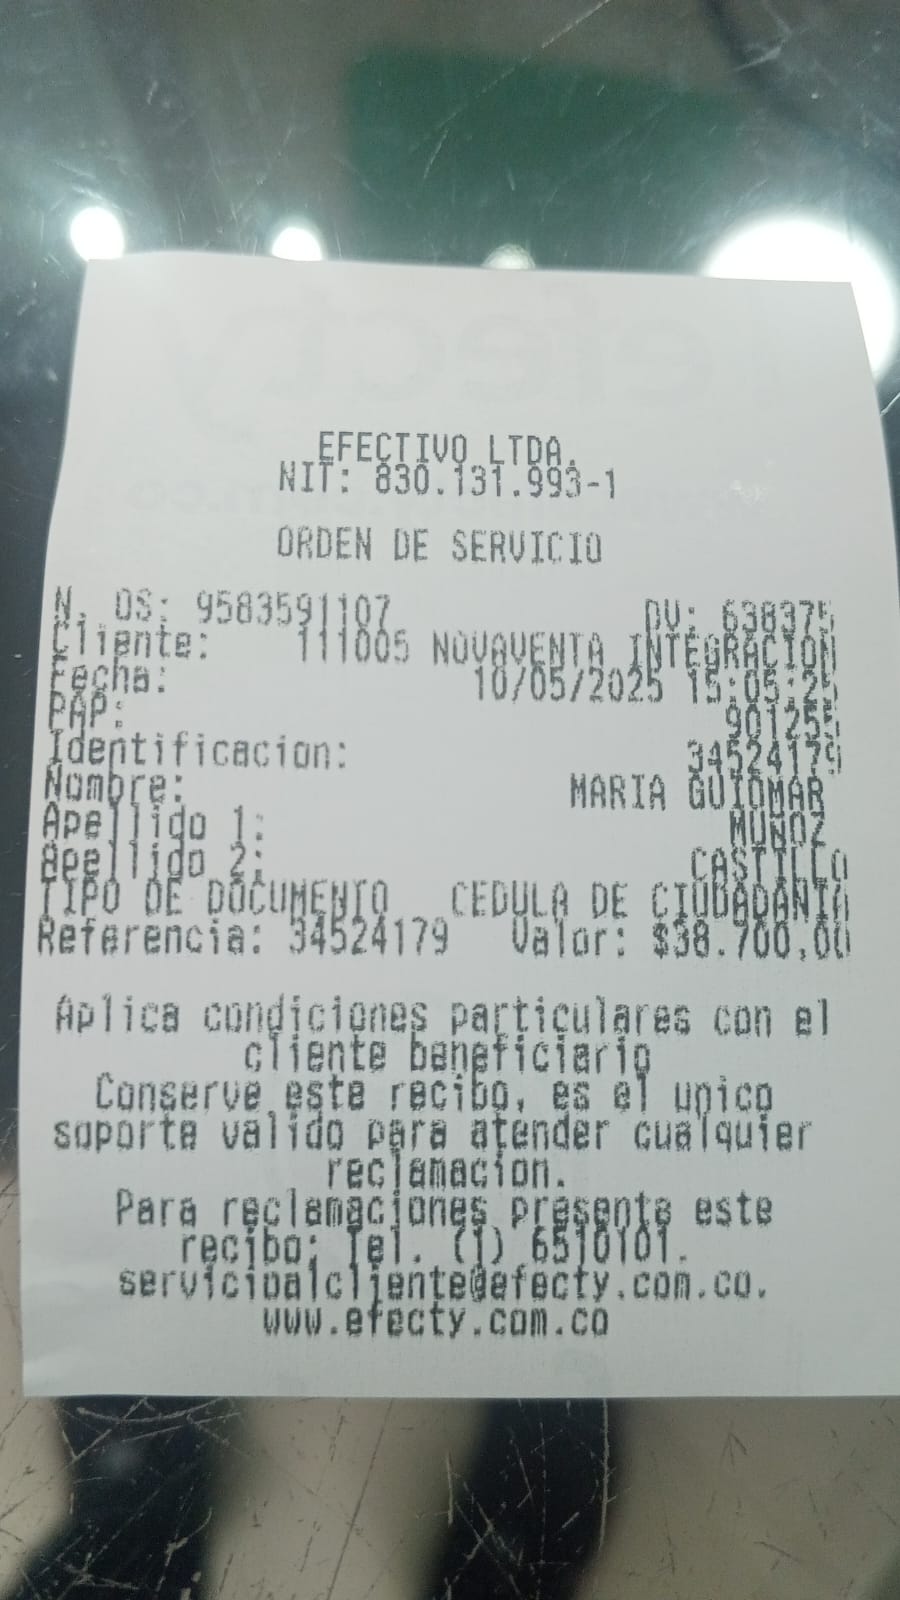 EFECTIVO LTDA.
NIT: 830.131.993-1
ORDEN DE SERVICIO
N. OS: 9583591107 DV: 638375
Cliente: 111005 NOVAVENTA INTEGRACION
Fecha: 10/05/2025 15:05:25
PAP: 901255
Identificacion: 34524179
Nombre: MARIA GUIOMAR
Apellido 1: MUÑOZ
Apellido 2: CASTILLO
TIPO DE DOCUMENTO CEDULA DE CIUDADANIA
Referencia: 34524179 Valor: $38.700,00
Aplica condiciones particulares con el
cliente beneficiario
Conserve este recibo, es el unico
soporte valido para atender cualquier
reclamacion.
Para reclamaciones presente este
recibo: Tel. (1) 6510101.
servicioalcliente@efecty.com.co.
www.efecty.com.co